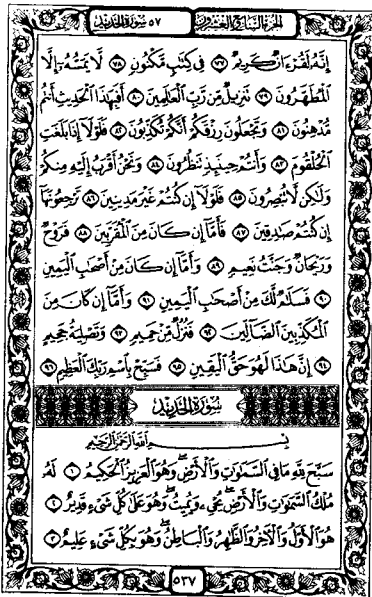 الجزء السابع والعشرون ٥٧ سورة الحديد
إِنَّهُۥ لَقُرْءَانٌ كَرِيمٌ ٧٧ فِى كِتَٰبٍ مَّكْنُونٍ ٧٨ لَّا يَمَسُّهُۥٓ إِلَّا
ٱلْمُطَهَّرُونَ ٧٩ تَنزِيلٌ مِّن رَّبِّ ٱلْعَٰلَمِينَ ٨٠ أَفَبِهَٰذَا ٱلْحَدِيثِ أَنتُم
مُّدْهِنُونَ ٨١ وَتَجْعَلُونَ رِزْقَكُمْ أَنَّكُمْ تُكَذِّبُونَ ٨٢ فَلَوْلَآ إِذَا بَلَغَتِ
ٱلْحُلْقُومَ ٨٣ وَأَنتُمْ حِينَئِذٍ تَنظُرُونَ ٨٤ وَنَحْنُ أَقْرَبُ إِلَيْهِ مِنكُمْ
وَلَٰكِن لَّا تُبْصِرُونَ ٨٥ فَلَوْلَآ إِن كُنتُمْ غَيْرَ مَدِينِينَ ٨٦ تَرْجِعُونَهَآ
إِن كُنتُمْ صَٰدِقِينَ ٨٧ فَأَمَّآ إِن كَانَ مِنَ ٱلْمُقَرَّبِينَ ٨٨ فَرَوْحٌ
وَرَيْحَانٌ وَجَنَّتُ نَعِيمٍ ٨٩ وَأَمَّآ إِن كَانَ مِنْ أَصْحَٰبِ ٱلْيَمِينِ
٩٠ فَسَلَٰمٌ لَّكَ مِنْ أَصْحَٰبِ ٱلْيَمِينِ ٩١ وَأَمَّآ إِن كَانَ مِنَ
ٱلْمُكَذِّبِينَ ٱلضَّآلِّينَ ٩٢ فَنُزُلٌ مِّنْ حَمِيمٍ ٩٣ وَتَصْلِيَةُ جَحِيمٍ
٩٤ إِنَّ هَٰذَا لَهُوَ حَقُّ ٱلْيَقِينِ ٩٥ فَسَبِّحْ بِٱسْمِ رَبِّكَ ٱلْعَظِيمِ ٩٦
سورة الحديد
بِسْمِ ٱللَّهِ ٱلرَّحْمَٰنِ ٱلرَّحِيمِ
سَبَّحَ لِلَّهِ مَا فِى ٱلسَّمَٰوَٰتِ وَٱلْأَرْضِ ۖ وَهُوَ ٱلْعَزِيزُ ٱلْحَكِيمُ ١ لَهُۥ
مُلْكُ ٱلسَّمَٰوَٰتِ وَٱلْأَرْضِ ۖ يُحْىِۦ وَيُمِيتُ ۖ وَهُوَ عَلَىٰ كُلِّ شَىْءٍ قَدِيرٌ ٢
هُوَ ٱلْأَوَّلُ وَٱلْءَاخِرُ وَٱلظَّٰهِرُ وَٱلْبَاطِنُ ۖ وَهُوَ بِكُلِّ شَىْءٍ عَلِيمٌ ٣
٥٣٧